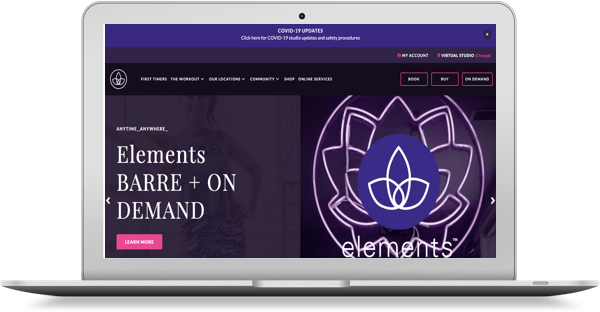 COVID-19 UPDATES
Click here for COVID-19 studio updates and safety procedures
x
MY ACCOUNT VIRTUAL STUDIO (Change)
FIRST TIMERS THE WORKOUT OUR LOCATIONS COMMUNITY SHOP ONLINE SERVICES BOOK BUY ON DEMAND
ANYTIME_ANYWHERE_
Elements
BARRE + ON
DEMAND
LEARN MORE
elements™